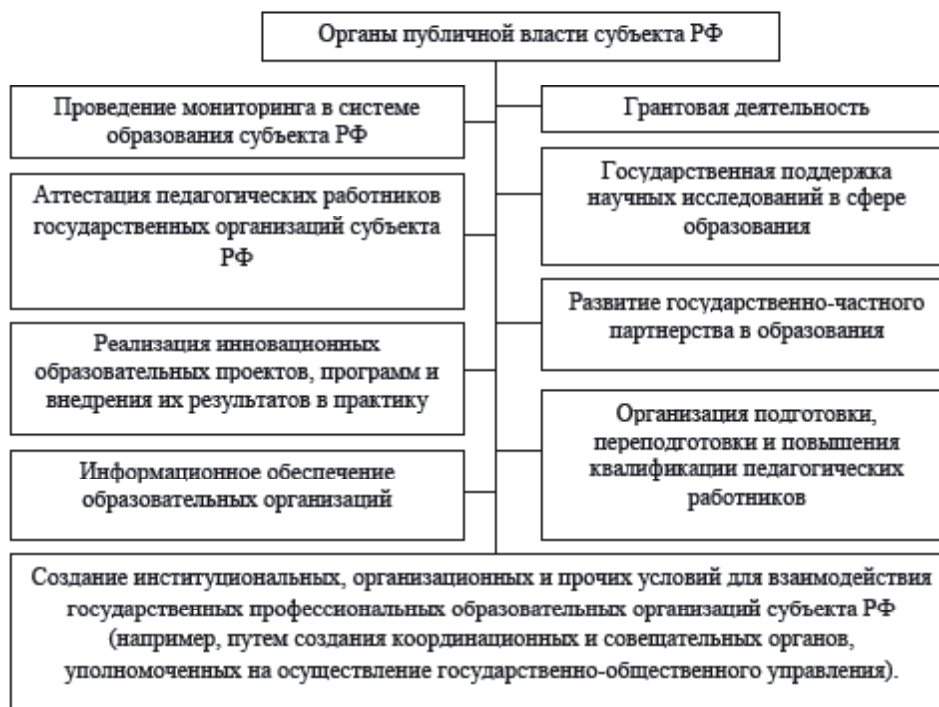 Органы публичной власти субъекта РФ
Проведение мониторинга в системе
образования субъекта РФ
Аттестация педагогических работников
государственных организаций субъекта
РФ
Реализация инновационных
образовательных проектов, программ и
внедрения их результатов в практику
Информационное обеспечение
образовательных организаций
Грантовая деятельность
Государственная поддержка
научных исследований в сфере
образования
Развитие государственно-частного
партнерства в образования
Организация подготовки,
переподготовки и повышения
квалификации педагогических
работников
Создание институциональных, организационных и прочих условий для взаимодействия
государственных профессиональных образовательных организаций субъекта РФ
(например, путем создания координационных и совещательных органов,
уполномоченных на осуществление государственно-общественного управления).